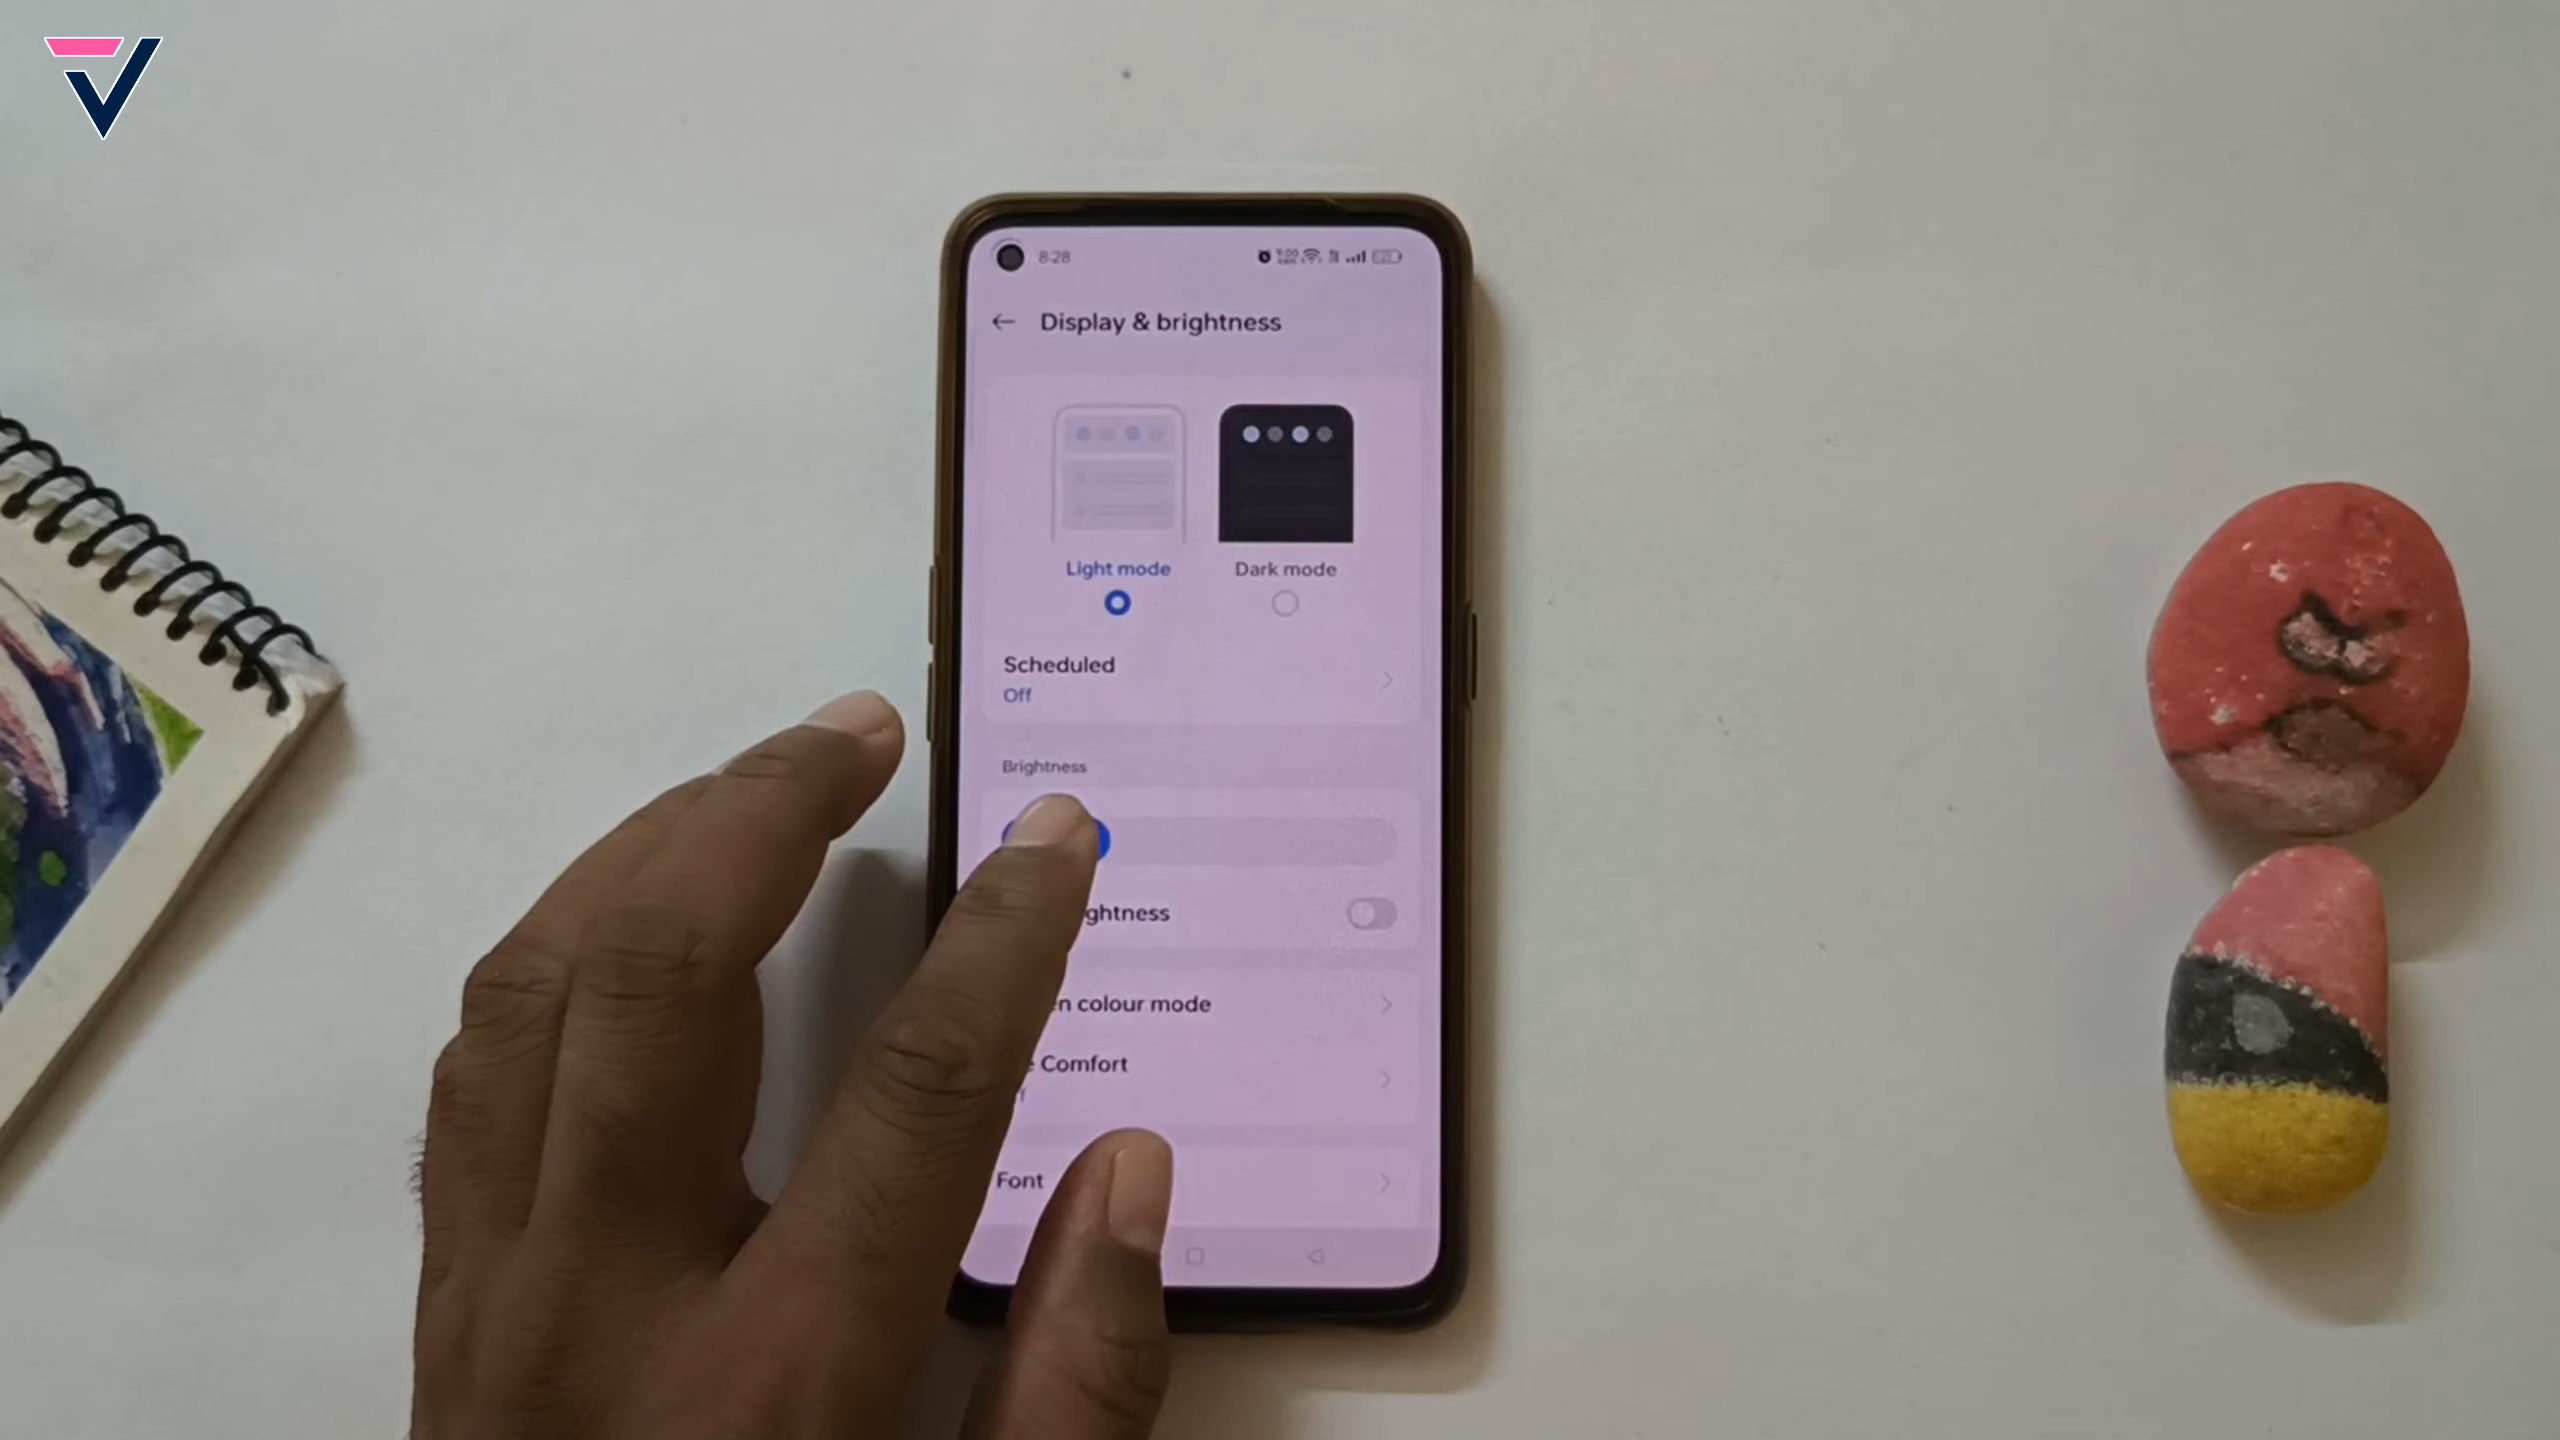 8:28
Display & brightness
Light mode
Dark mode
Scheduled
Off
Brightness
ghtness
n colour mode
e Comfort
Font